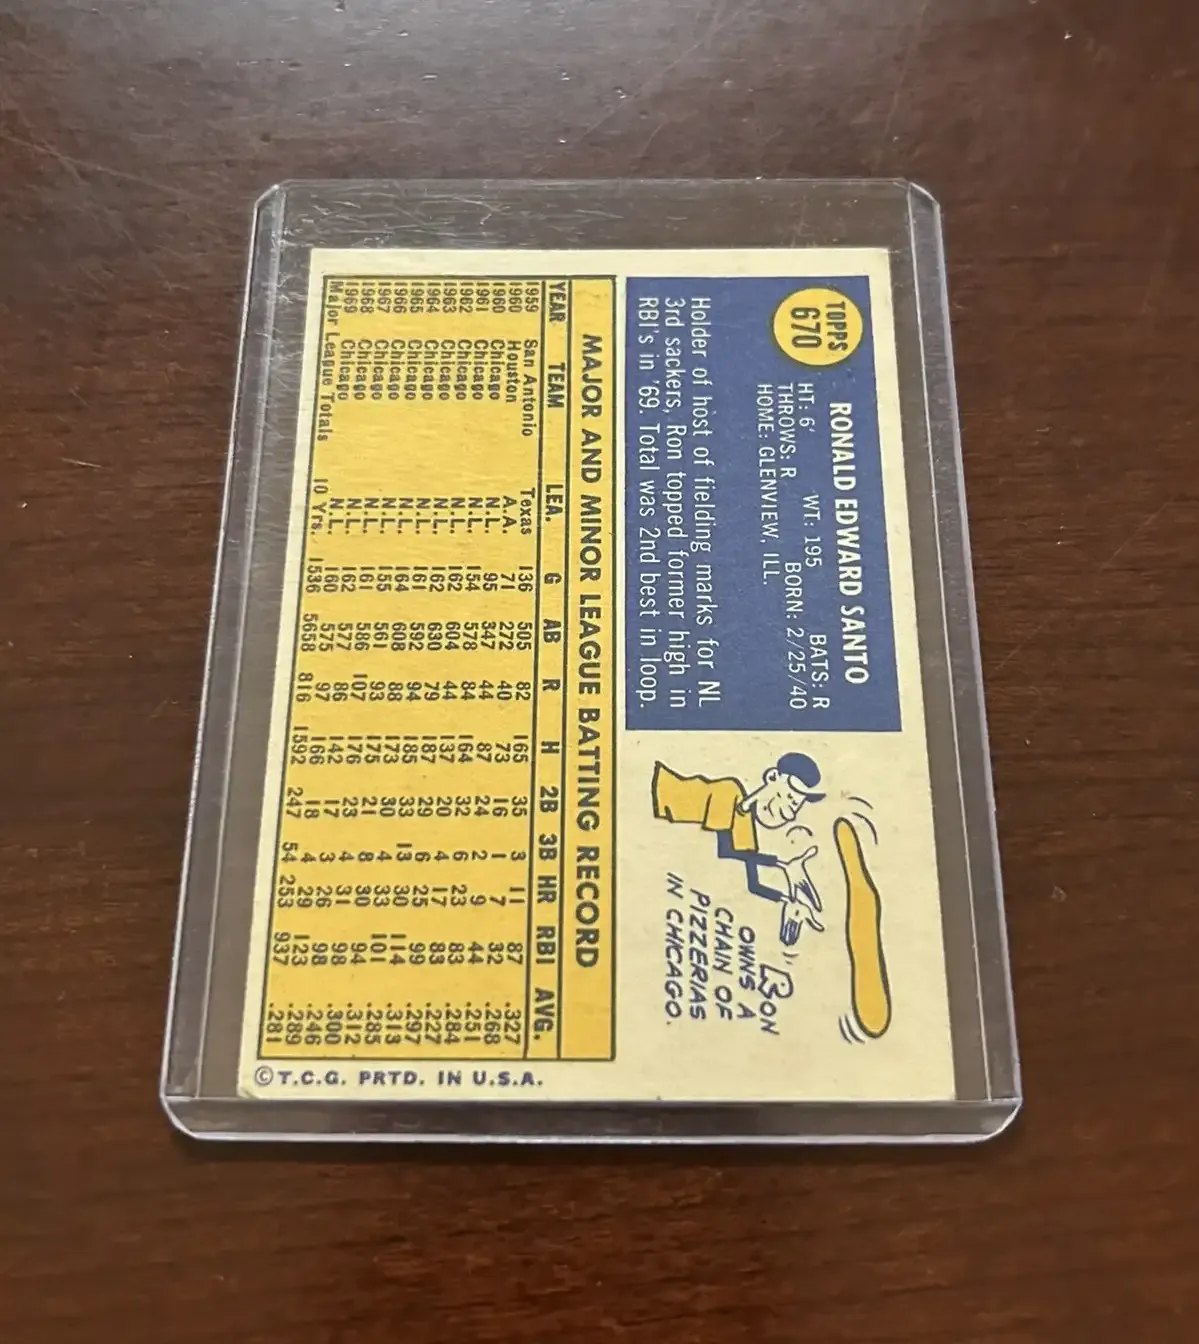 TOPPS
670
RONALD EDWARD SANTO
HT: 6' WT: 195 BATS: R
THROWS: R BORN: 2/25/40
HOME: GLENVIEW, ILL.
Holder of host of fielding marks for NL
3rd sackers, Ron topped former high in
RBI's in '69. Total was 2nd best in loop.
RON
OWNS A
CHAIN OF
PIZZERIAS
IN CHICAGO.
MAJOR AND MINOR LEAGUE BATTING RECORD
YEAR TEAM LEA. G AB R H 2B 3B HR RBI AVG.
1959 San Antonio Texas 136 505 82 165 35 3 11 87 .327
1960 Houston A.A. 71 272 40 73 16 1 7 32 .268
1960 Chicago N.L. 95 347 44 87 24 2 9 44 .251
1961 Chicago N.L. 154 578 84 164 32 6 23 83 .284
1962 Chicago N.L. 162 604 44 137 20 4 17 83 .227
1963 Chicago N.L. 162 630 79 187 29 6 25 99 .297
1964 Chicago N.L. 161 592 94 185 33 13 30 114 .313
1965 Chicago N.L. 164 608 88 173 30 4 33 101 .285
1966 Chicago N.L. 155 561 93 175 21 8 30 94 .312
1967 Chicago N.L. 161 586 107 176 23 4 31 98 .300
1968 Chicago N.L. 162 577 86 142 17 3 26 98 .246
1969 Chicago N.L. 160 575 97 166 18 4 29 123 .289
Major League Totals 10 Yrs. 1536 5658 816 1592 247 54 253 937 .281
©T.C.G. PRTD. IN U.S.A.